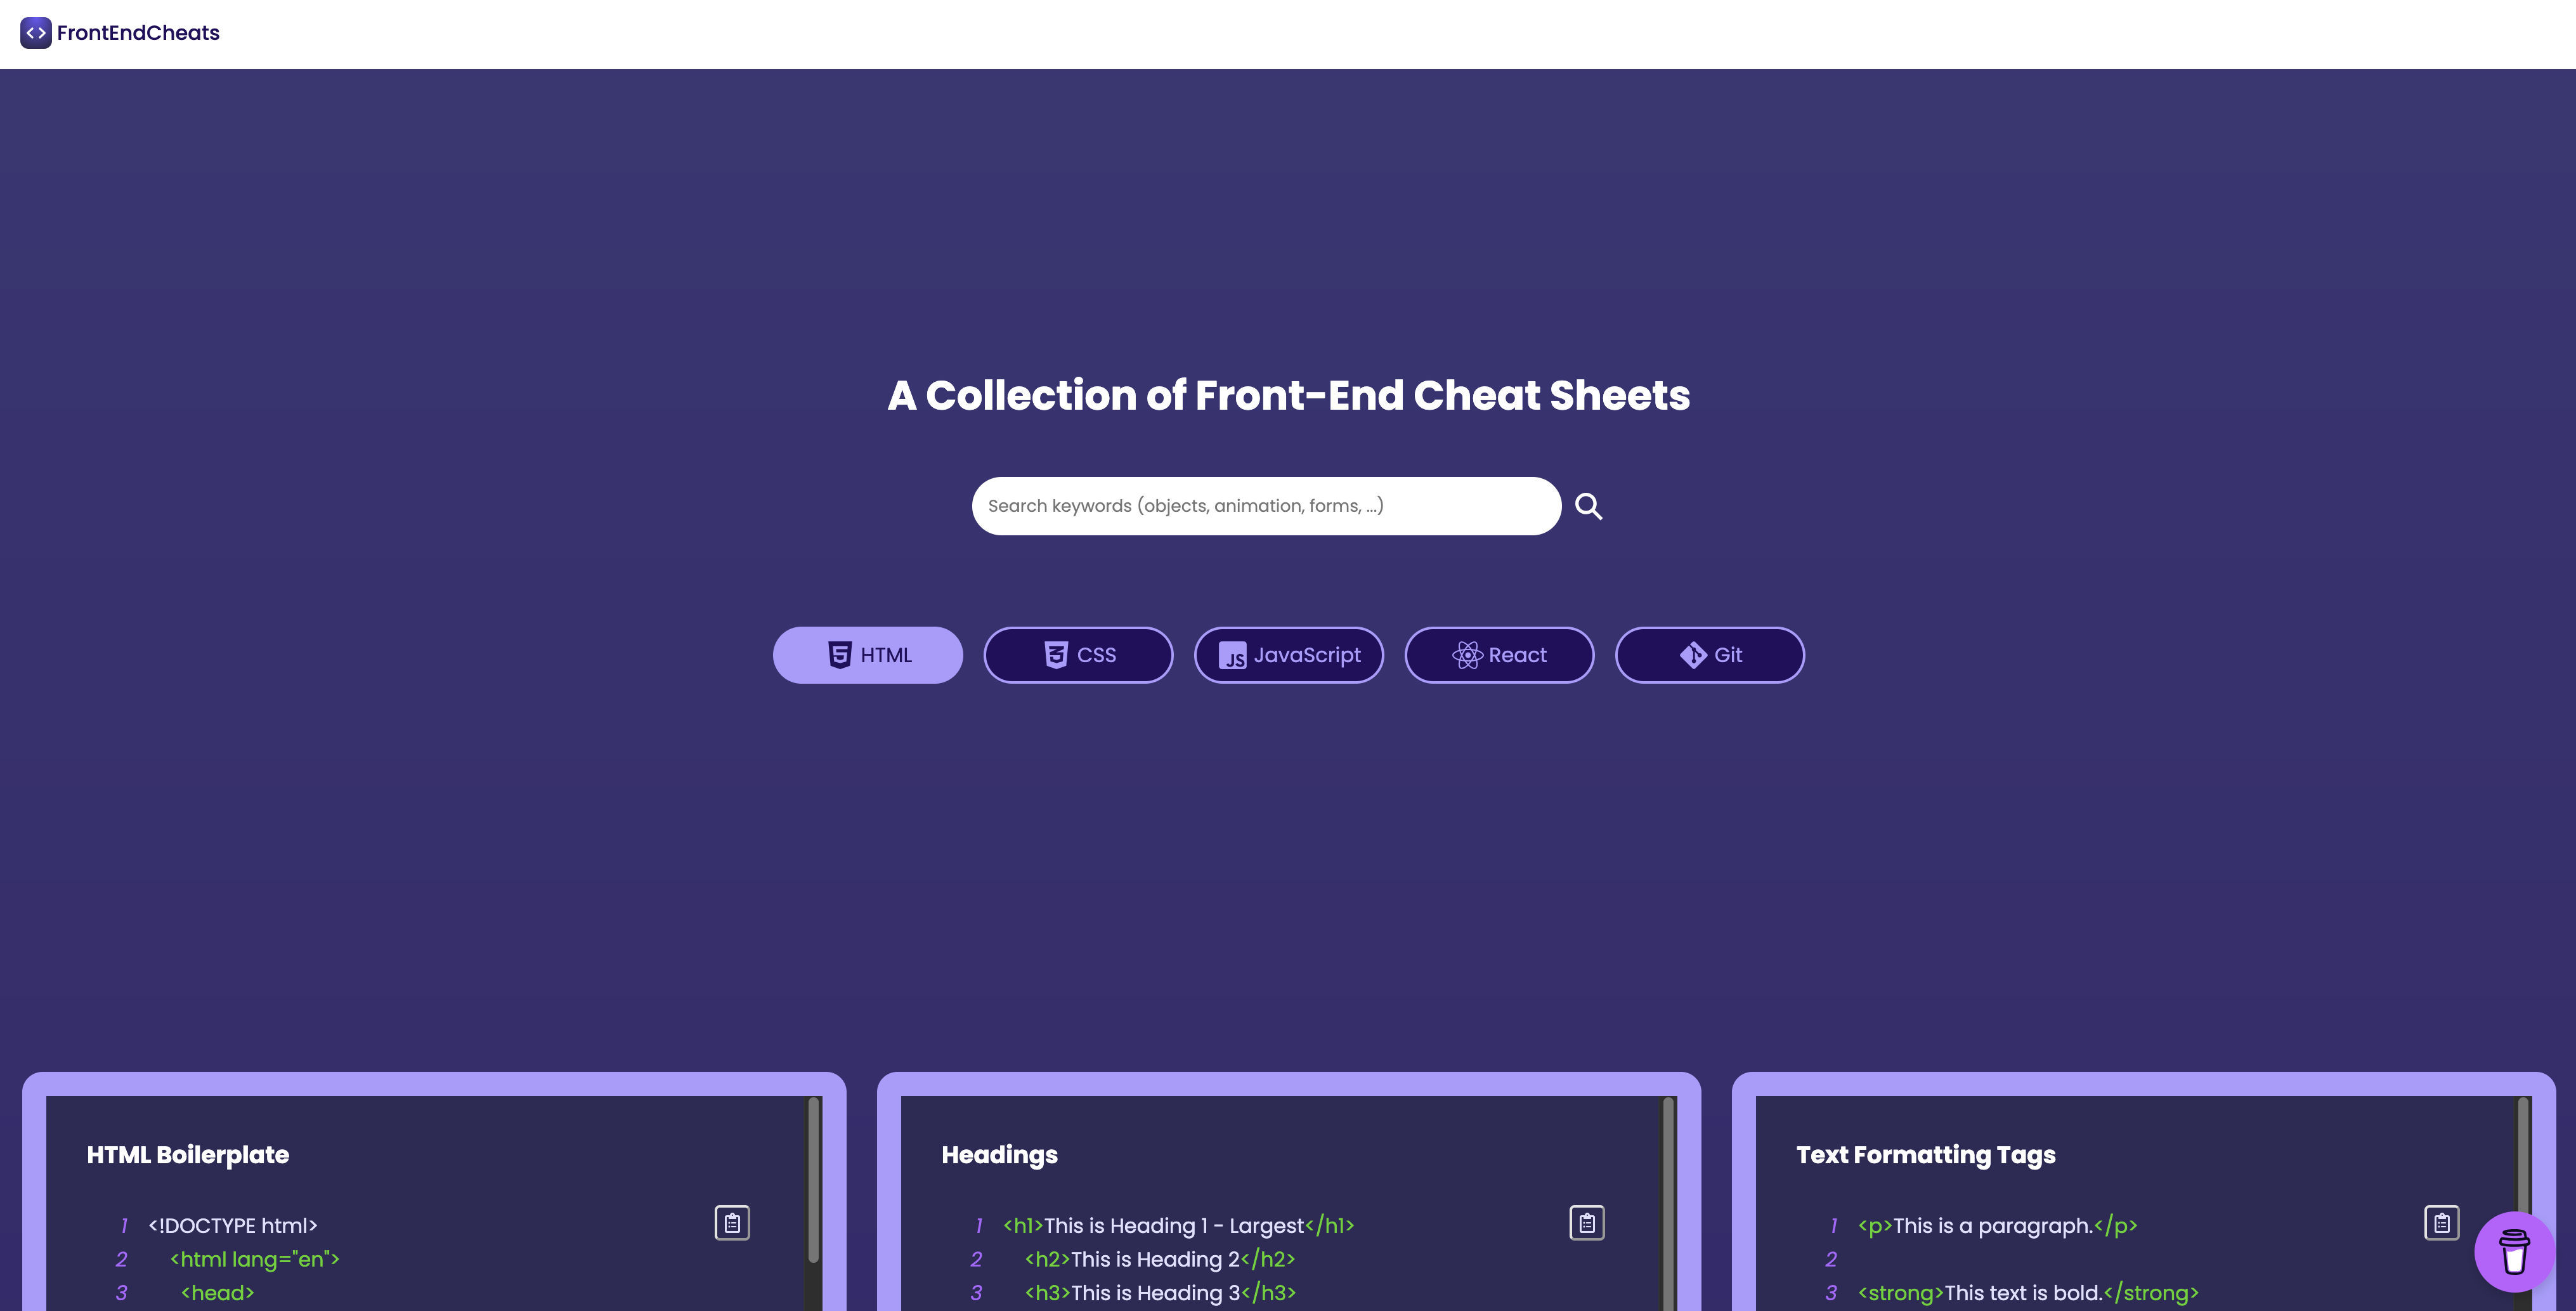 FrontEndCheats
A Collection of Front-End Cheat Sheets
Search keywords (objects, animation, forms, ...)
HTML
CSS
JS JavaScript
React
Git
HTML Boilerplate
1 <!DOCTYPE html>
2 <html lang="en">
3 <head>
Headings
1 <h1>This is Heading 1 - Largest</h1>
2 <h2>This is Heading 2</h2>
3 <h3>This is Heading 3</h3>
Text Formatting Tags
1 <p>This is a paragraph.</p>
2
3 <strong>This text is bold.</strong>